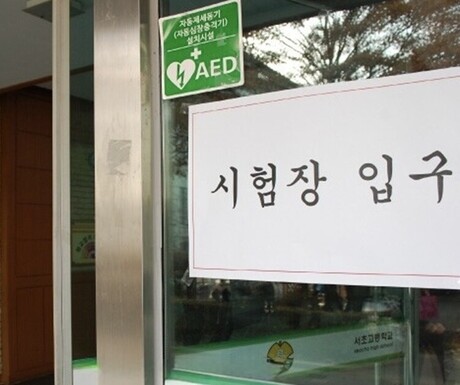 자동제세동기
(자동심장충격기)
설치시설
AED
시험장 입구
서초고등학교